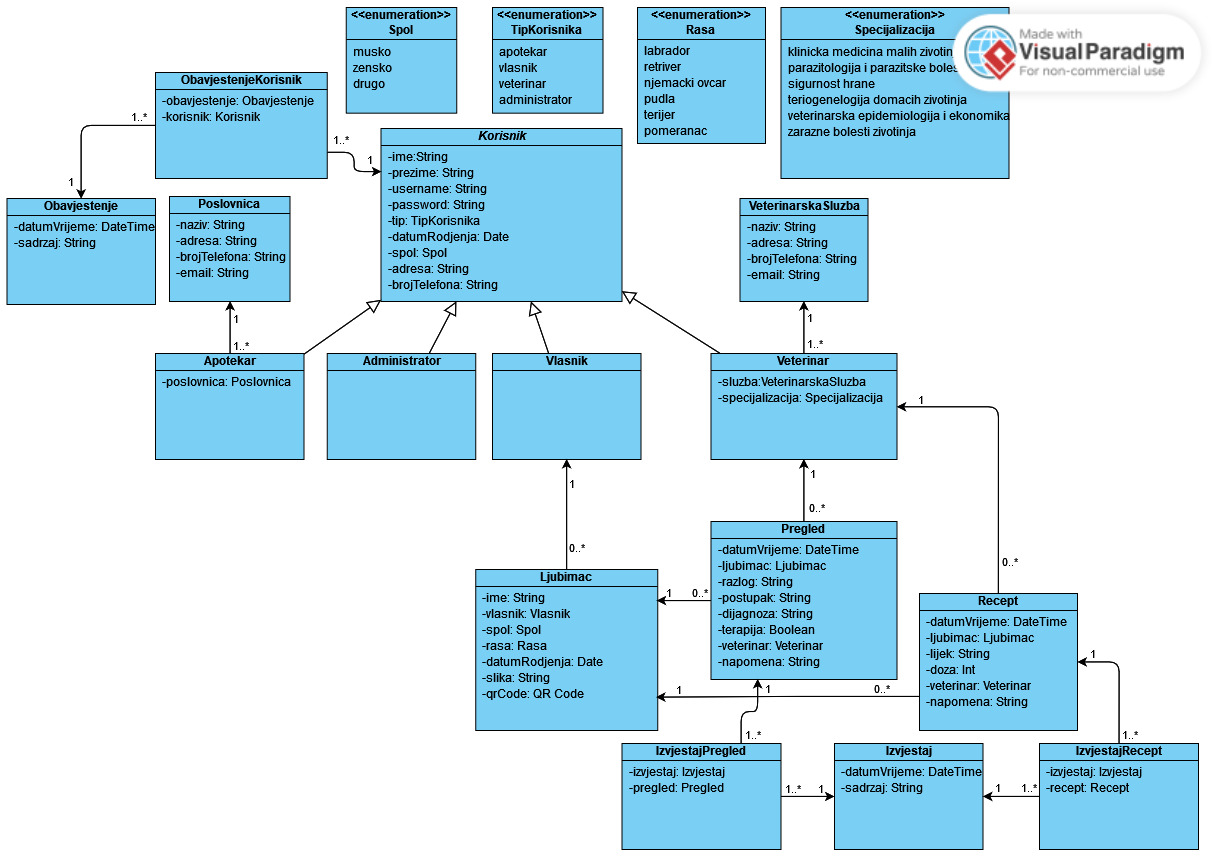 <<enumeration>>
Spol
musko
zensko
drugo
<<enumeration>>
TipKorisnika
apotekar
vlasnik
veterinar
administrator
<<enumeration>>
Rasa
labrador
retriver
njemacki ovcar
pudla
terijer
pomeranac
<<enumeration>>
Specijalizacija
klinicka medicina malih zivotin
parazitologija i parazitske boles
sigurnost hrane
teriogenelogija domacih zivotinja
veterinarska epidemiologija i ekonomika
zarazne bolesti zivotinja
Made with
Visual Paradigm
For non-commercial use
ObavjestenjeKorisnik
-obavjestenje: Obavjestenje
-korisnik: Korisnik
1..*
1
1..*
1
Korisnik
-ime:String
-prezime: String
-username: String
-password: String
-tip: TipKorisnika
-datumRodjenja: Date
-spol: Spol
-adresa: String
-brojTelefona: String
Obavjestenje
-datumVrijeme: DateTime
-sadrzaj: String
Poslovnica
-naziv: String
-adresa: String
-brojTelefona: String
-email: String
VeterinarskaSluzba
-naziv: String
-adresa: String
-brojTelefona: String
-email: String
1
1..*
1
1..*
Apotekar
-poslovnica: Poslovnica
Administrator
Vlasnik
Veterinar
-sluzba:VeterinarskaSluzba
-specijalizacija: Specijalizacija
1
0..*
1
0..*
1
0..*
Ljubimac
-ime: String
-vlasnik: Vlasnik
-spol: Spol
-rasa: Rasa
-datumRodjenja: Date
-slika: String
-qrCode: QR Code
1
0..*
Pregled
-datumVrijeme: DateTime
-ljubimac: Ljubimac
-razlog: String
-postupak: String
-dijagnoza: String
-terapija: Boolean
-veterinar: Veterinar
-napomena: String
Recept
-datumVrijeme: DateTime
-ljubimac: Ljubimac
-lijek: String
-doza: Int
-veterinar: Veterinar
-napomena: String
1
0..*
1
1..*
1
1..*
IzvjestajPregled
-izvjestaj: Izvjestaj
-pregled: Pregled
1..*
1
Izvjestaj
-datumVrijeme: DateTime
-sadrzaj: String
1
1..*
IzvjestajRecept
-izvjestaj: Izvjestaj
-recept: Recept